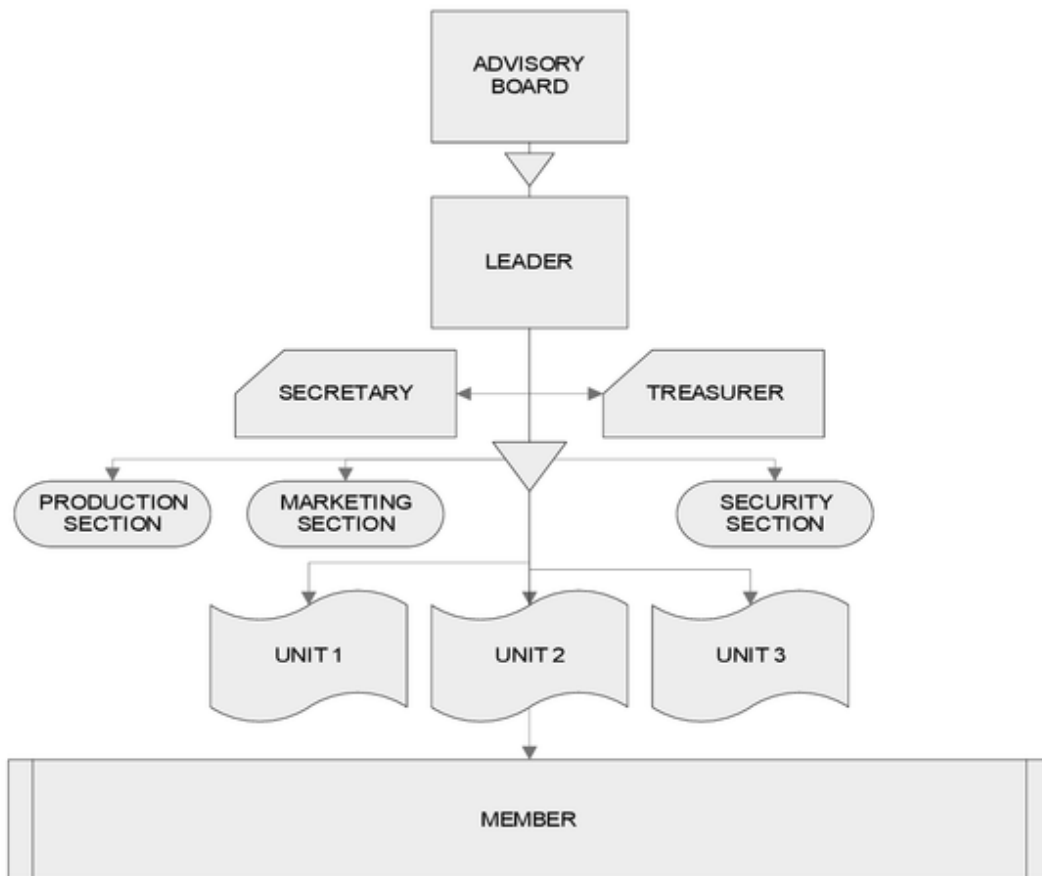 ADVISORY
BOARD
LEADER
SECRETARY
TREASURER
PRODUCTION
SECTION
MARKETING
SECTION
SECURITY
SECTION
UNIT 1
UNIT 2
UNIT 3
MEMBER